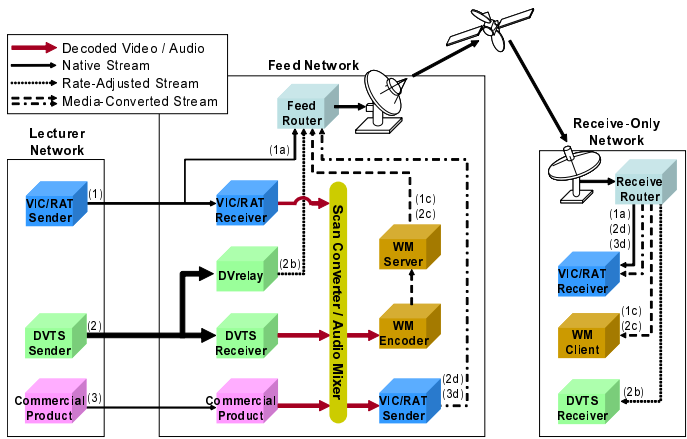 Decoded Video / Audio
Native Stream
Rate-Adjusted Stream
Media-Converted Stream
Feed Network
Lecturer
Network
Receive-Only
Network
Feed
Router
(1a)
Receive
Router
(1)
VIC/RAT
Sender
VIC/RAT
Receiver
(1c)
(2c)
(1a)
(2d)
(3d)
Scan Converter / Audio Mixer
WM
Server
VIC/RAT
Receiver
DVrelay
(2b)
(1c)
(2c)
(2)
DVTS
Sender
DVTS
Receiver
WM
Encoder
WM
Client
(2d)
(3d)
(2b)
(3)
Commercial
Product
Commercial
Product
VIC/RAT
Sender
DVTS
Receiver